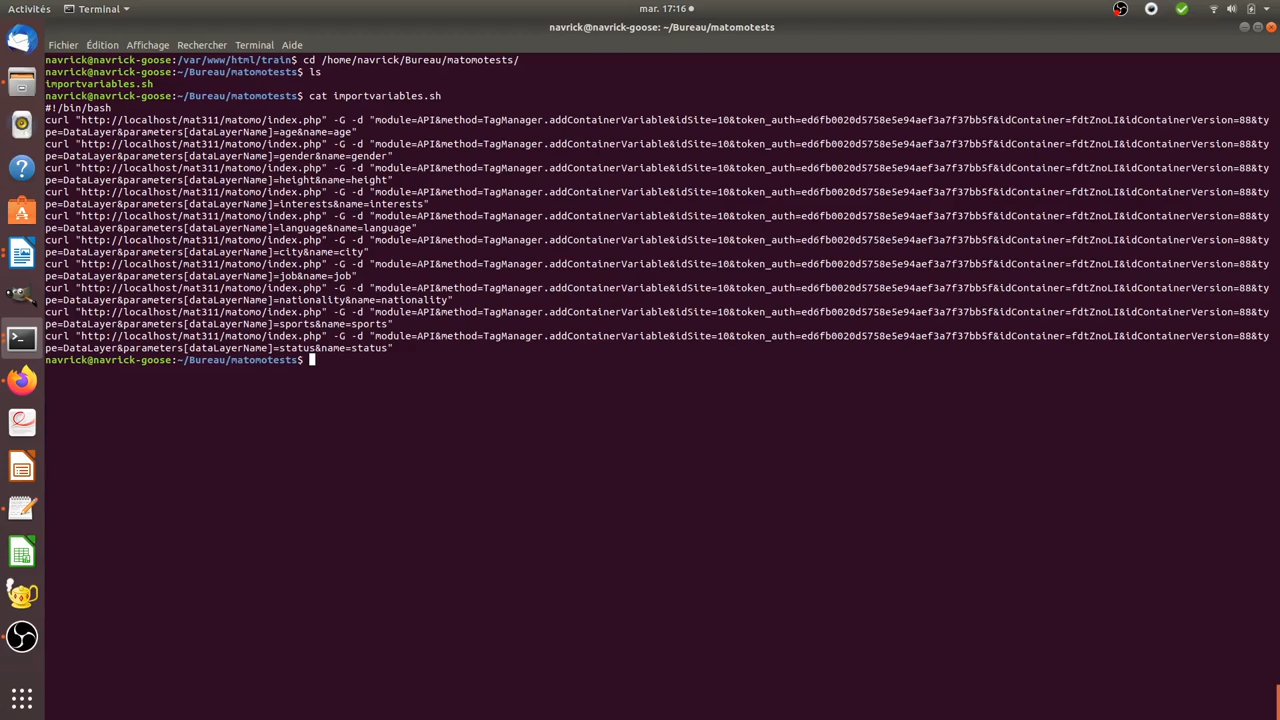 Activités Terminal mar. 17:16
navrick@navrick-goose: ~/Bureau/matomotests
Fichier Édition Affichage Rechercher Terminal Aide
navrick@navrick-goose:/var/www/html/train$ cd /home/navrick/Bureau/matomotests/
navrick@navrick-goose:~/Bureau/matomotests$ ls
importvariables.sh
navrick@navrick-goose:~/Bureau/matomotests$ cat importvariables.sh
#!/bin/bash
curl "http://localhost/mat311/matomo/index.php" -G -d "module=API&method=TagManager.addContainerVariable&idSite=10&token_auth=ed6fb0020d5758e5e94aef3a7f37bb5f&idContainer=fdtZnoLI&idContainerVersion=88&ty
pe=DataLayer&parameters[dataLayerName]=age&name=age"
curl "http://localhost/mat311/matomo/index.php" -G -d "module=API&method=TagManager.addContainerVariable&idSite=10&token_auth=ed6fb0020d5758e5e94aef3a7f37bb5f&idContainer=fdtZnoLI&idContainerVersion=88&ty
pe=DataLayer&parameters[dataLayerName]=gender&name=gender"
curl "http://localhost/mat311/matomo/index.php" -G -d "module=API&method=TagManager.addContainerVariable&idSite=10&token_auth=ed6fb0020d5758e5e94aef3a7f37bb5f&idContainer=fdtZnoLI&idContainerVersion=88&ty
pe=DataLayer&parameters[dataLayerName]=height&name=height"
curl "http://localhost/mat311/matomo/index.php" -G -d "module=API&method=TagManager.addContainerVariable&idSite=10&token_auth=ed6fb0020d5758e5e94aef3a7f37bb5f&idContainer=fdtZnoLI&idContainerVersion=88&ty
pe=DataLayer&parameters[dataLayerName]=interests&name=interests"
curl "http://localhost/mat311/matomo/index.php" -G -d "module=API&method=TagManager.addContainerVariable&idSite=10&token_auth=ed6fb0020d5758e5e94aef3a7f37bb5f&idContainer=fdtZnoLI&idContainerVersion=88&ty
pe=DataLayer&parameters[dataLayerName]=language&name=language"
curl "http://localhost/mat311/matomo/index.php" -G -d "module=API&method=TagManager.addContainerVariable&idSite=10&token_auth=ed6fb0020d5758e5e94aef3a7f37bb5f&idContainer=fdtZnoLI&idContainerVersion=88&ty
pe=DataLayer&parameters[dataLayerName]=city&name=city
curl "http://localhost/mat311/matomo/index.php" -G -d "module=API&method=TagManager.addContainerVariable&idSite=10&token_auth=ed6fb0020d5758e5e94aef3a7f37bb5f&idContainer=fdtZnoLI&idContainerVersion=88&ty
pe=DataLayer&parameters[dataLayerName]=job&name=job"
curl "http://localhost/mat311/matomo/index.php" -G -d "module=API&method=TagManager.addContainerVariable&idSite=10&token_auth=ed6fb0020d5758e5e94aef3a7f37bb5f&idContainer=fdtZnoLI&idContainerVersion=88&ty
pe=DataLayer&parameters[dataLayerName]=nationality&name=nationality"
curl "http://localhost/mat311/matomo/index.php" -G -d "module=API&method=TagManager.addContainerVariable&idSite=10&token_auth=ed6fb0020d5758e5e94aef3a7f37bb5f&idContainer=fdtZnoLI&idContainerVersion=88&ty
pe=DataLayer&parameters[dataLayerName]=sports&name=sports"
curl "http://localhost/mat311/matomo/index.php" -G -d "module=API&method=TagManager.addContainerVariable&idSite=10&token_auth=ed6fb0020d5758e5e94aef3a7f37bb5f&idContainer=fdtZnoLI&idContainerVersion=88&ty
pe=DataLayer&parameters[dataLayerName]=status&name=status"
navrick@navrick-goose:~/Bureau/matomotests$